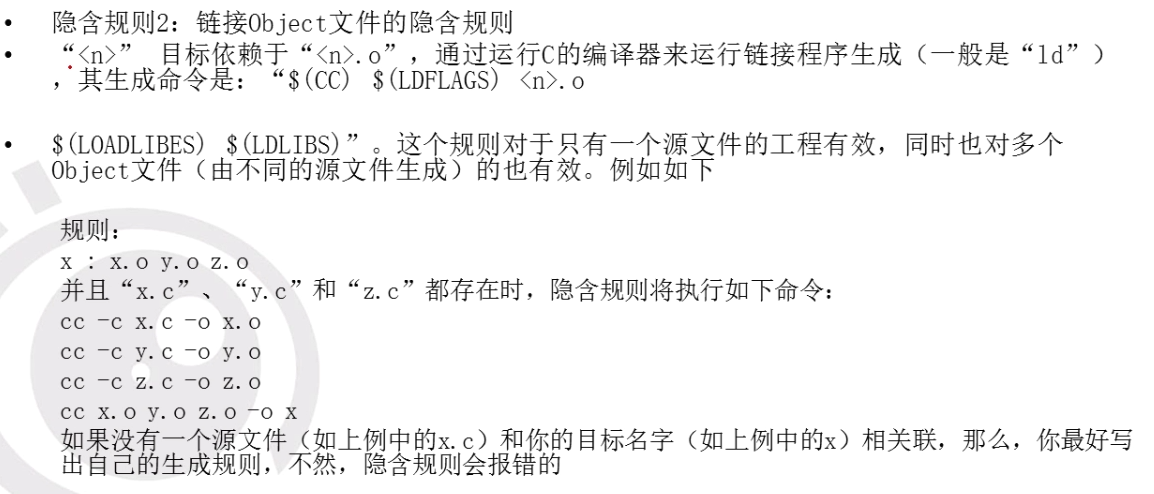 • 隐含规则2：链接Object文件的隐含规则
• “<n>” 目标依赖于“<n>.o”，通过运行C的编译器来运行链接程序生成（一般是“ld”）
，其生成命令是：“$(CC) $(LDFLAGS) <n>.o
• $(LOADLIBES) $(LDLIBS)”。这个规则对于只有一个源文件的工程有效，同时也对多个
Object文件（由不同的源文件生成）的也有效。例如如下
规则：
x : x.o y.o z.o
并且“x.c”、“y.c”和“z.c”都存在时，隐含规则将执行如下命令：
cc -c x.c -o x.o
cc -c y.c -o y.o
cc -c z.c -o z.o
cc x.o y.o z.o -o x
如果没有一个源文件（如上例中的x.c）和你的目标名字（如上例中的x）相关联，那么，你最好写
出自己的生成规则，不然，隐含规则会报错的